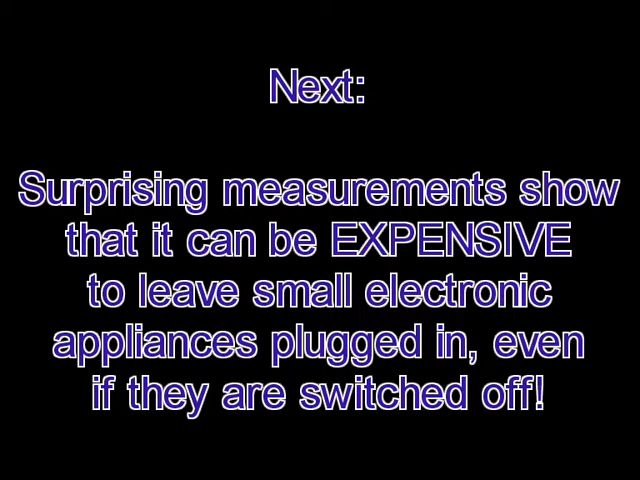 Next:
Surprising measurements show
that it can be EXPENSIVE
to leave small electronic
appliances plugged in, even
if they are switched off!